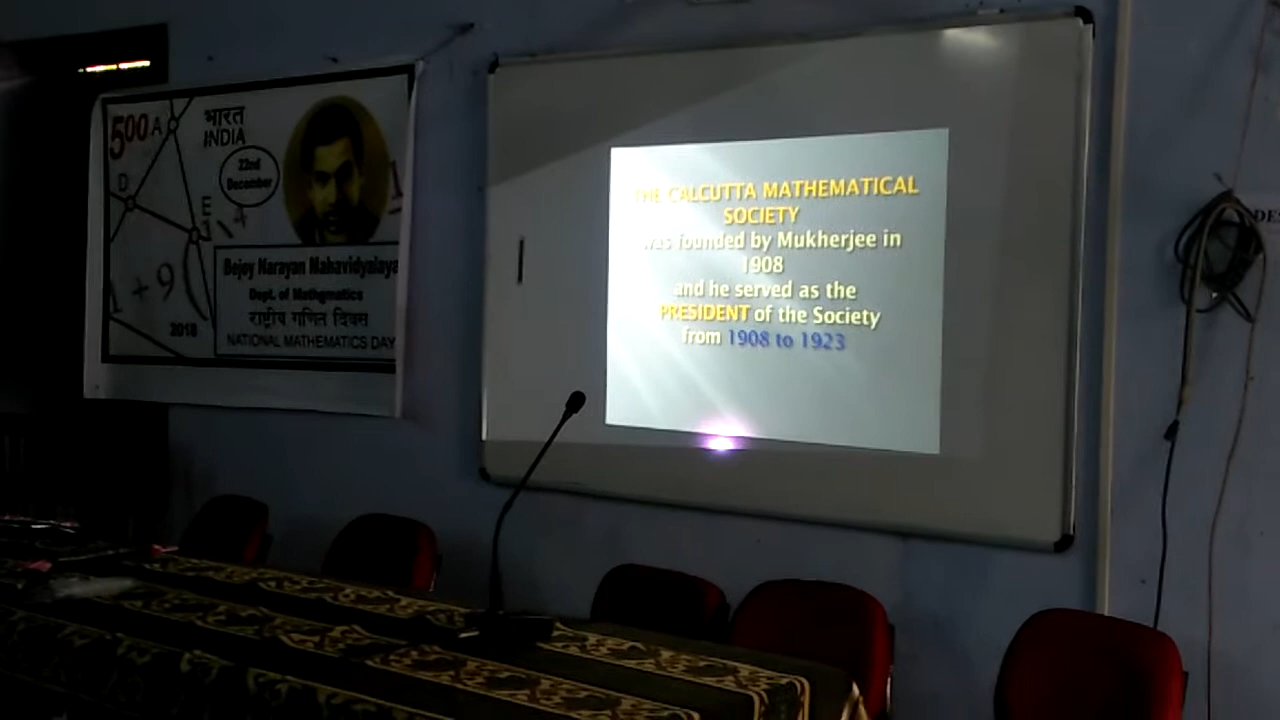 500
A
भारत
INDIA
22nd
December
D
E
1 + 9
2018
Bejoy Narayan Mahavidyalaya
Dept. of Mathematics
राष्ट्रीय गणित दिवस
NATIONAL MATHEMATICS DAY
THE CALCUTTA MATHEMATICAL
SOCIETY
was founded by Mukherjee in
1908
and he served as the
PRESIDENT of the Society
from 1908 to 1923